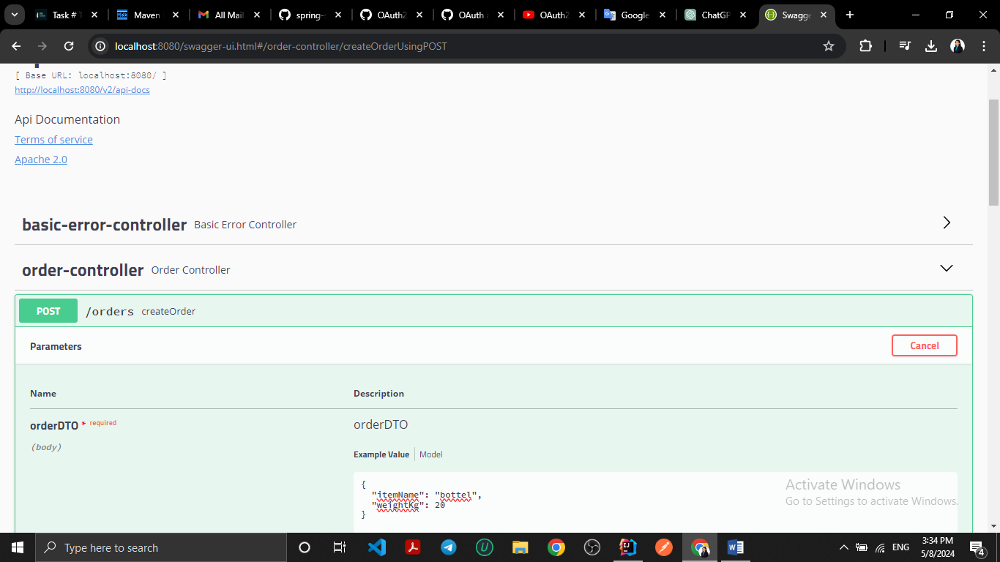 Task # T
Maven
All Mail
spring-
OAuth2
OAuth
OAuth2
Google
ChatGP
Swagge
localhost:8080/swagger-ui.html#/order-controller/createOrderUsingPOST
[ Base URL: localhost:8080/ ]
http://localhost:8080/v2/api-docs
Api Documentation
Terms of service
Apache 2.0
basic-error-controller Basic Error Controller
order-controller Order Controller
POST /orders createOrder
Parameters Cancel
Name Description
orderDTO * required orderDTO
(body)
Example Value Model
{
"itemName": "bottel",
"weightKg": 20
}
Activate Windows
Go to Settings to activate Windows.
Type here to search
ENG
3:34 PM
5/8/2024
4